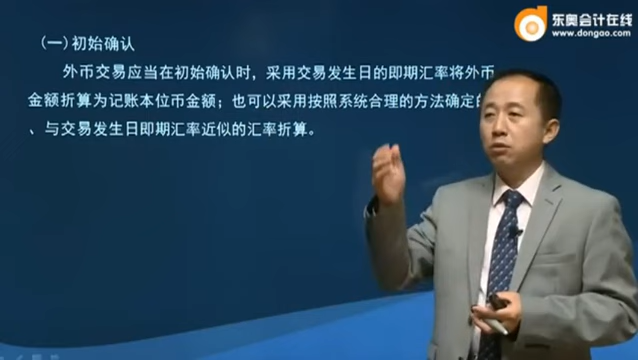 东奥会计在线
www.dongao.com
(一)初始确认
外币交易应当在初始确认时，采用交易发生日的即期汇率将外币
金额折算为记账本位币金额；也可以采用按照系统合理的方法确定
、与交易发生日即期汇率近似的汇率折算。